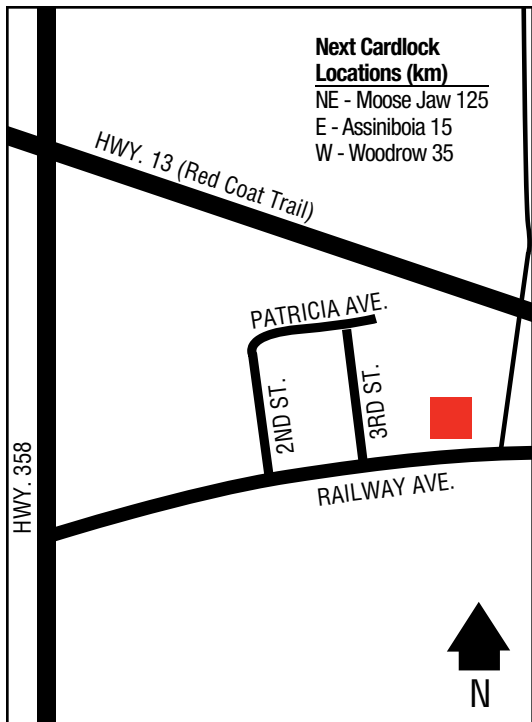 Next Cardlock
Locations (km)
NE - Moose Jaw 125
E - Assiniboia 15
W - Woodrow 35
HWY. 13 (Red Coat Trail)
PATRICIA AVE.
2ND ST.
3RD ST.
HWY. 358
RAILWAY AVE.
N